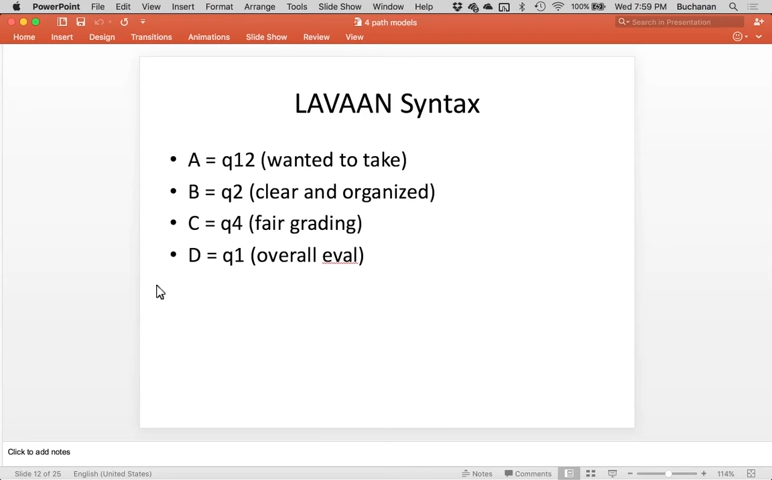 PowerPoint File Edit View Insert Format Arrange Tools Slide Show Window Help 100% Wed 7:59 PM Buchanan
4 path models Search in Presentation
Home Insert Design Transitions Animations Slide Show Review View
LAVAAN Syntax
• A = q12 (wanted to take)
• B = q2 (clear and organized)
• C = q4 (fair grading)
• D = q1 (overall eval)
Click to add notes
Slide 12 of 25 English (United States) Notes Comments 114%